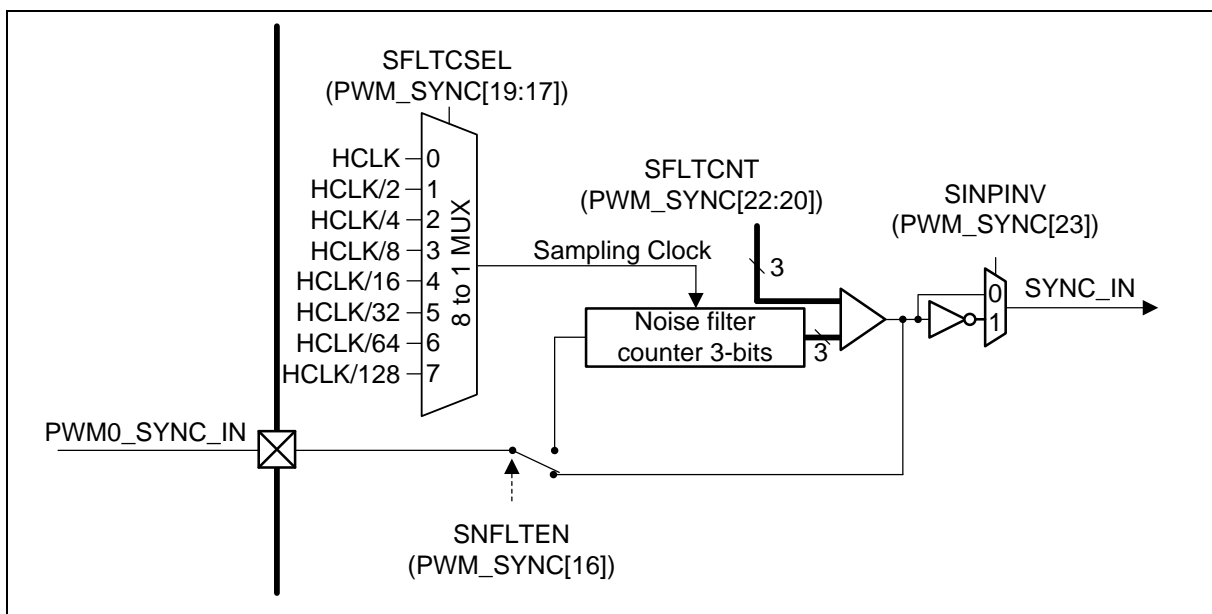 SFLTCSEL
(PWM_SYNC[19:17])
HCLK 0
HCLK/2 1
HCLK/4 2
HCLK/8 3
HCLK/16 4
HCLK/32 5
HCLK/64 6
HCLK/128 7
8 to 1 MUX
Sampling Clock
SFLTCNT
(PWM_SYNC[22:20])
3
Noise filter
counter 3-bits
3
SINPINV
(PWM_SYNC[23])
0
1
SYNC_IN
PWM0_SYNC_IN
SNFLTEN
(PWM_SYNC[16])